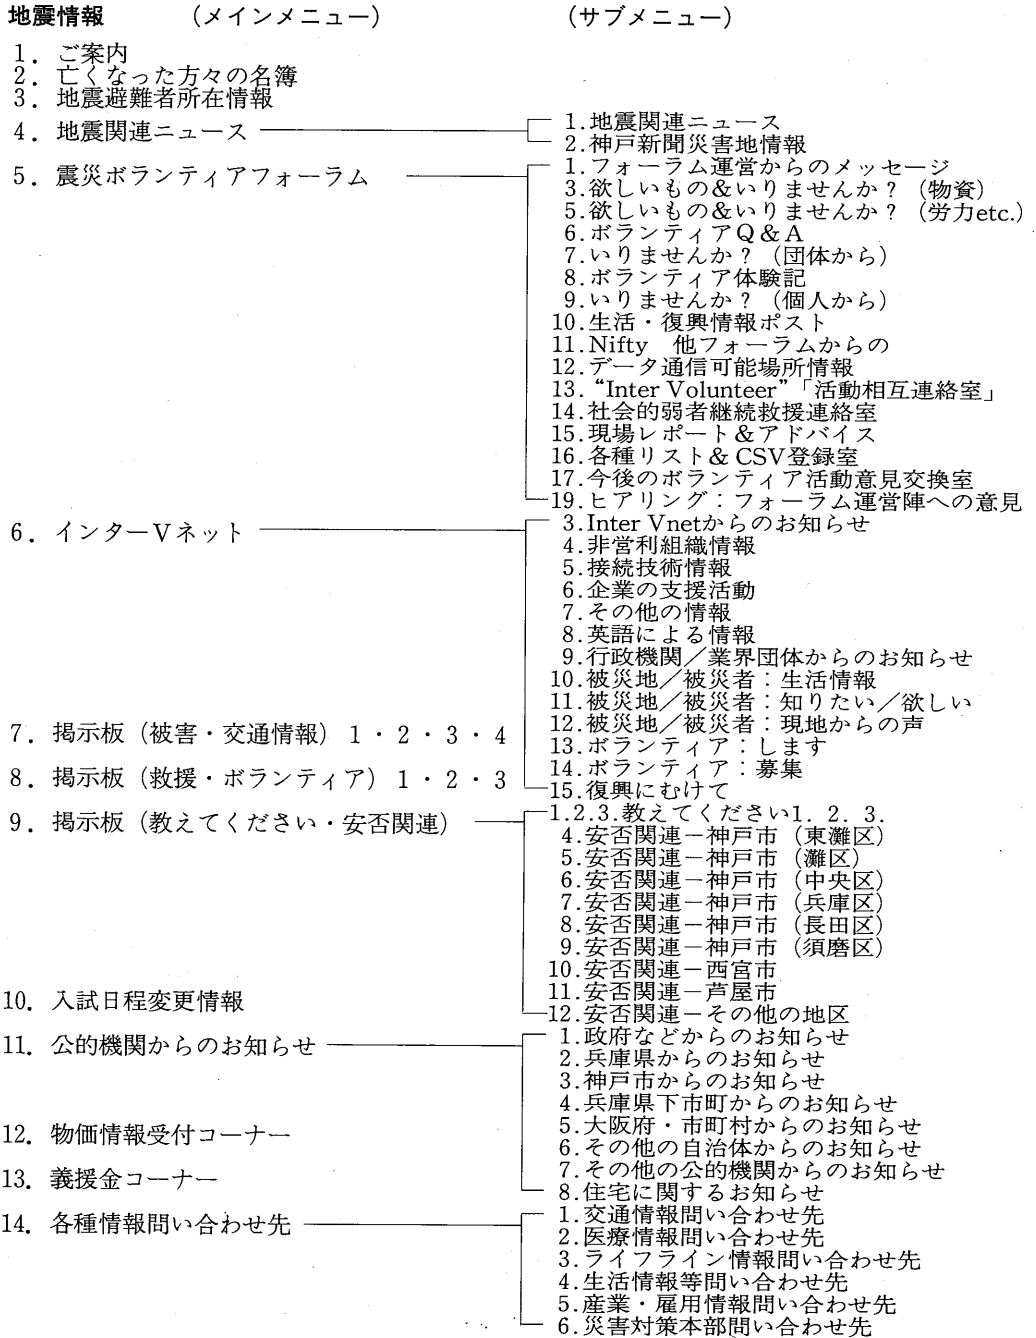 地震情報　　　（メインメニュー）　　　　　　　　（サブメニュー）
1．ご案内
2．亡くなった方々の名簿
3．地震避難者所在情報
4．地震関連ニュース
1.地震関連ニュース
2.神戸新聞災害地情報
5．震災ボランティアフォーラム
1.フォーラム運営からのメッセージ
3.欲しいもの&いりませんか？（物資）
5.欲しいもの&いりませんか？（労力etc.）
6.ボランティアQ＆A
7.いりませんか？（団体から）
8.ボランティア体験記
9.いりませんか？（個人から）
10.生活・復興情報ポスト
11.Nifty　他フォーラムからの
12.データ通信可能場所情報
13.“Inter Volunteer”「活動相互連絡室」
14.社会的弱者継続救援連絡室
15.現場レポート＆アドバイス
16.各種リスト＆CSV登録室
17.今後のボランティア活動意見交換室
19.ヒアリング：フォーラム運営陣への意見
6．インターVネット
3.Inter Vnetからのお知らせ
4.非営利組織情報
5.接続技術情報
6.企業の支援活動
7.その他の情報
8.英語による情報
9.行政機関／業界団体からのお知らせ
10.被災地／被災者：生活情報
11.被災地／被災者：知りたい／欲しい
12.被災地／被災者：現地からの声
13.ボランティア：します
14.ボランティア：募集
15.復興にむけて
7．掲示板（被害・交通情報）1・2・3・4
8．掲示板（救援・ボランティア）1・2・3
9．掲示板（教えてください・安否関連）
1.2.3.教えてください1. 2. 3.
4.安否関連－神戸市（東灘区）
5.安否関連－神戸市（灘区）
6.安否関連－神戸市（中央区）
7.安否関連－神戸市（兵庫区）
8.安否関連－神戸市（長田区）
9.安否関連－神戸市（須磨区）
10.安否関連－西宮市
11.安否関連－芦屋市
12.安否関連－その他の地区
10．入試日程変更情報
11．公的機関からのお知らせ
1.政府などからのお知らせ
2.兵庫県からのお知らせ
3.神戸市からのお知らせ
4.兵庫県下市町からのお知らせ
5.大阪府・市町村からのお知らせ
6.その他の自治体からのお知らせ
7.その他の公的機関からのお知らせ
8.住宅に関するお知らせ
12．物価情報受付コーナー
13．義援金コーナー
14．各種情報問い合わせ先
1.交通情報問い合わせ先
2.医療情報問い合わせ先
3.ライフライン情報問い合わせ先
4.生活情報等問い合わせ先
5.産業・雇用情報問い合わせ先
6.災害対策本部問い合わせ先